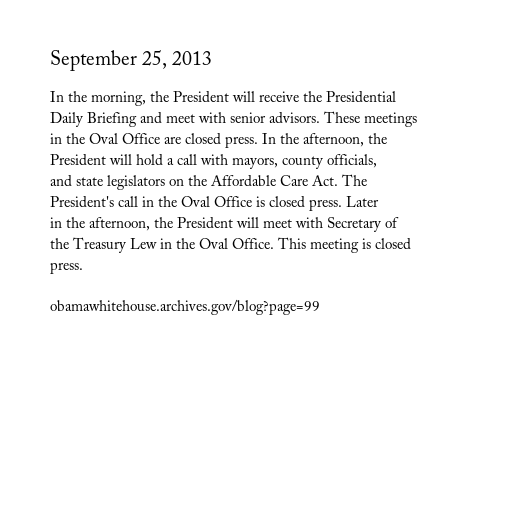 September 25, 2013
In the morning, the President will receive the Presidential
Daily Briefing and meet with senior advisors. These meetings
in the Oval Office are closed press. In the afternoon, the
President will hold a call with mayors, county officials,
and state legislators on the Affordable Care Act. The
President's call in the Oval Office is closed press. Later
in the afternoon, the President will meet with Secretary of
the Treasury Lew in the Oval Office. This meeting is closed
press.
obamawhitehouse.archives.gov/blog?page=99